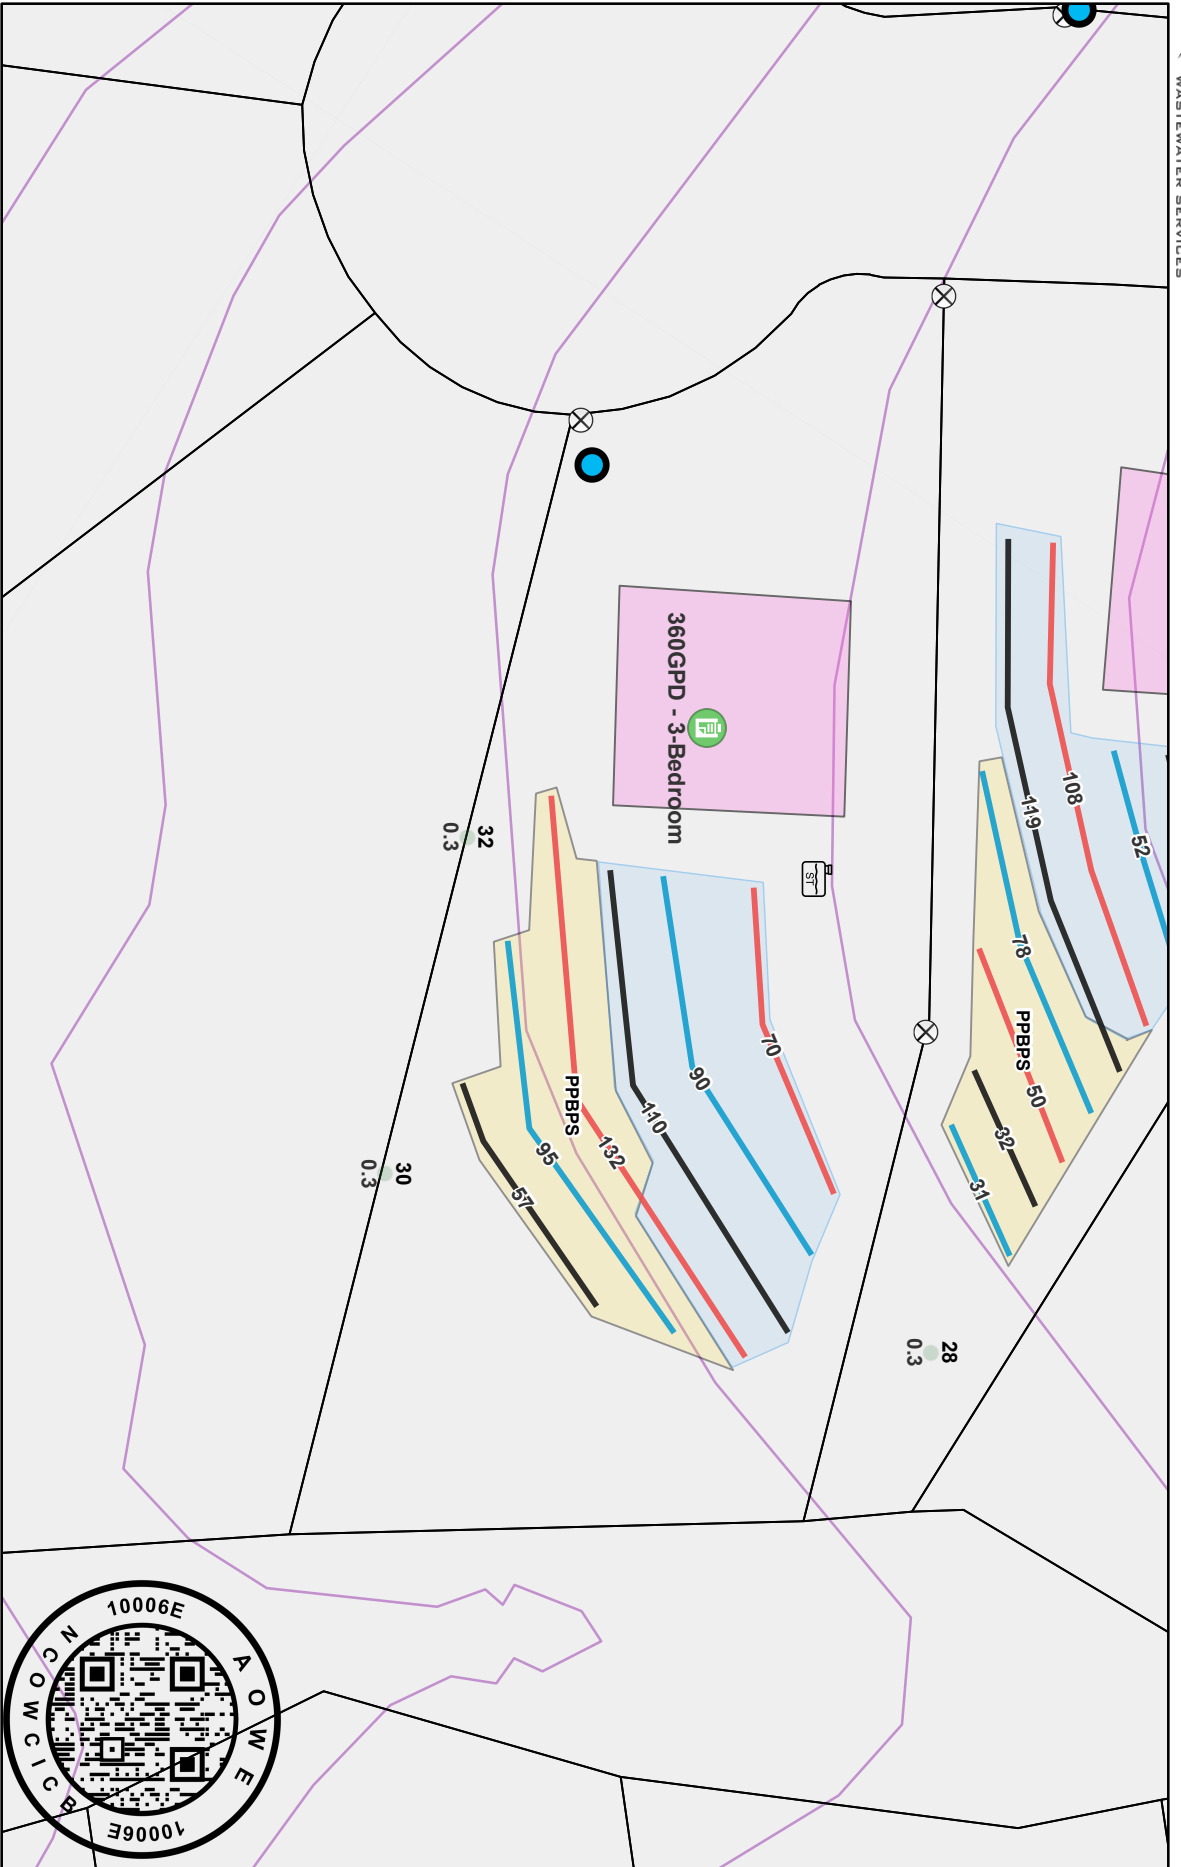 WASTEWATER SERVICES
360GPD - 3-Bedroom
ST
108
119
52
78
PPBPS
50
32
31
70
90
110
PPBPS
132
95
57
32
0.3
30
0.3
28
0.3
10006E
AOWE
10006E
NCOWCICB